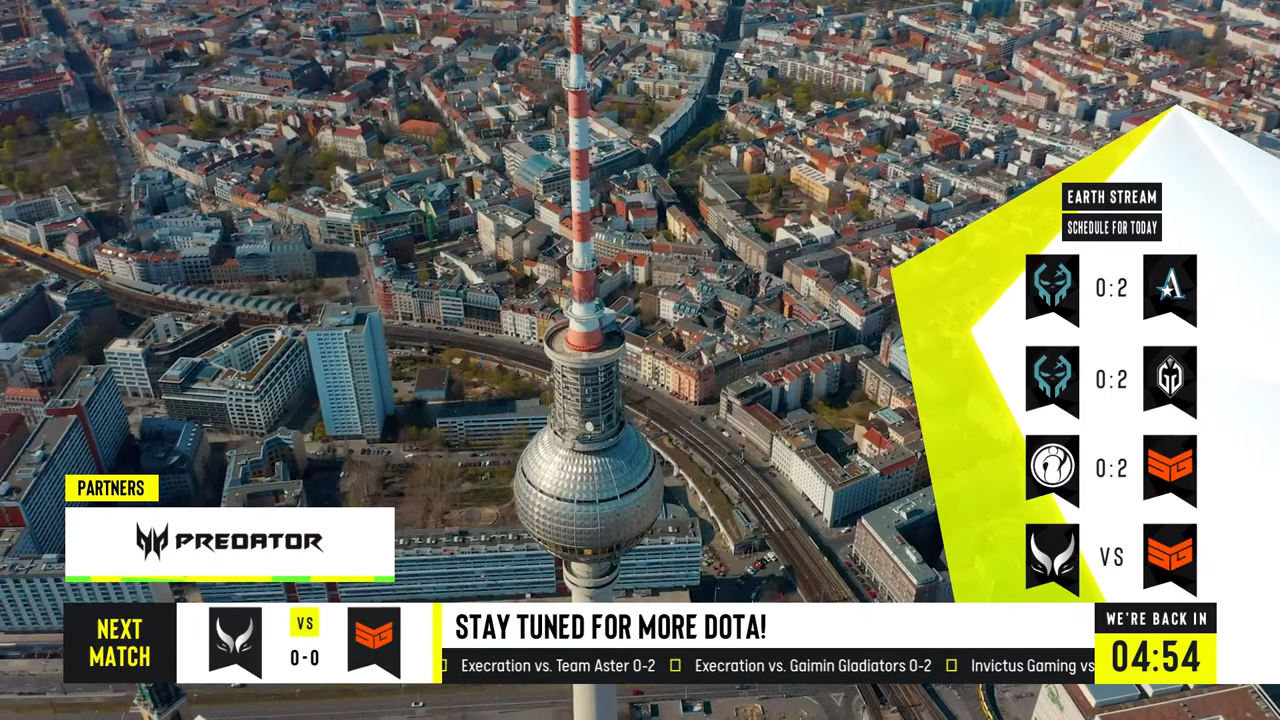 EARTH STREAM
SCHEDULE FOR TODAY
0:2
0:2
0:2
VS
PARTNERS
PREDATOR
NEXT
MATCH
VS
0-0
STAY TUNED FOR MORE DOTA!
Execration vs. Team Aster 0-2
Execration vs. Gaimin Gladiators 0-2
Invictus Gaming vs
WE'RE BACK IN
04:54